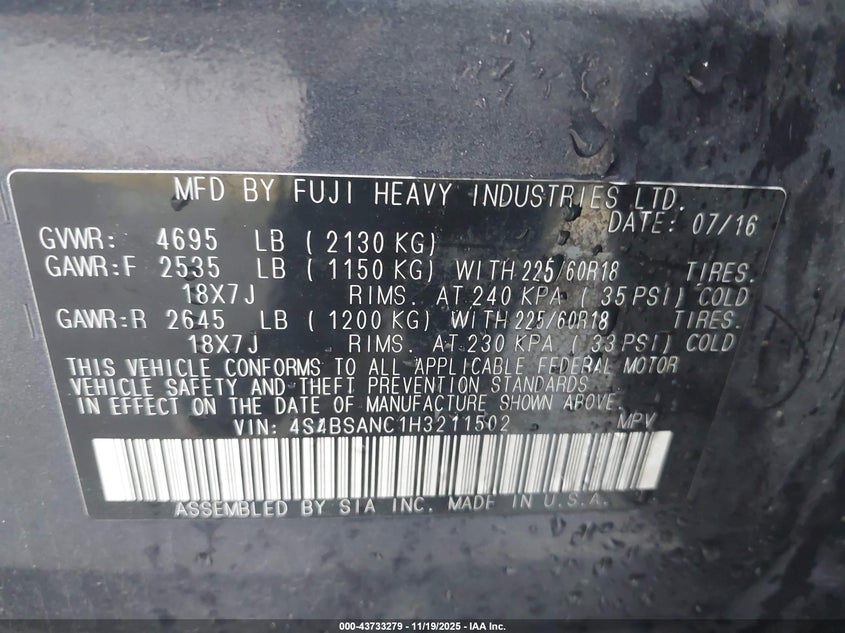 MFD BY FUJI HEAVY INDUSTRIES LTD.
DATE: 07/16
GVWR: 4695 LB ( 2130 KG)
GAWR:F 2535 LB ( 1150 KG) WITH 225/60R18 TIRES.
18X7J RIMS. AT 240 KPA ( 35 PSI) COLD
GAWR:R 2645 LB ( 1200 KG) WITH 225/60R18 TIRES.
18X7J RIMS. AT 230 KPA ( 33 PSI) COLD
THIS VEHICLE CONFORMS TO ALL APPLICABLE FEDERAL MOTOR
VEHICLE SAFETY AND THEFT PREVENTION STANDARDS
IN EFFECT ON THE DATE OF MANUFACTURE SHOWN ABOVE.
VIN: 4S4BSANC1H3211502 MPV
ASSEMBLED BY SIA INC. MADE IN U.S.A.
000-43733279 - 11/19/2025 - IAA Inc.